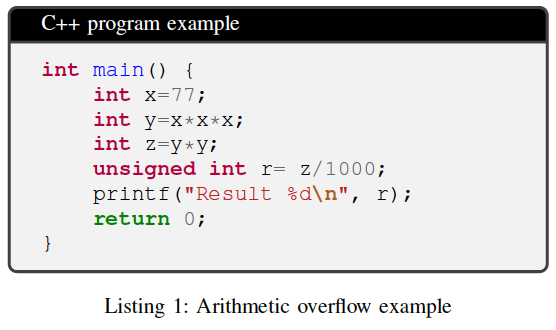 C++ program example
int main() {
    int x=77;
    int y=x*x*x;
    int z=y*y;
    unsigned int r= z/1000;
    printf("Result %d\n", r);
    return 0;
}
Listing 1: Arithmetic overflow example